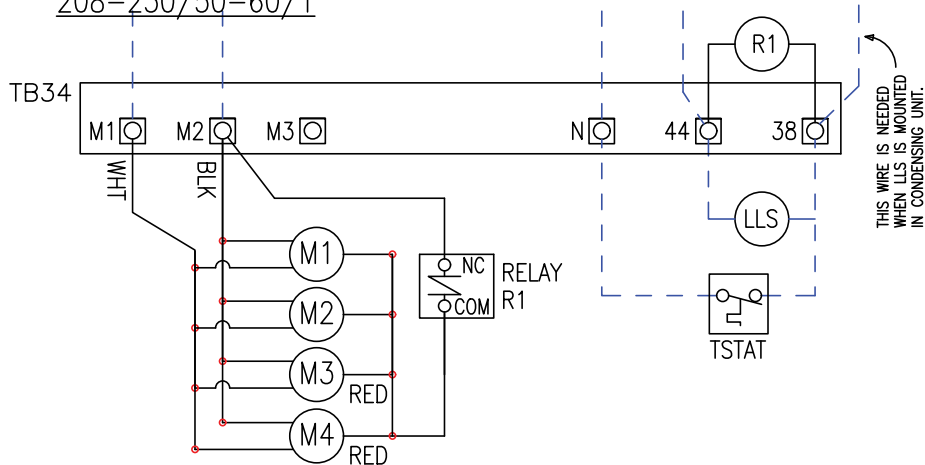 208-230/50-60/1
R1
TB34
M1
M2
M3
N
44
38
THIS WIRE IS NEEDED
WHEN LLS IS MOUNTED
IN CONDENSING UNIT.
WHT
BLK
LLS
M1
NC
RELAY
R1
COM
M2
TSTAT
M3
RED
M4
RED